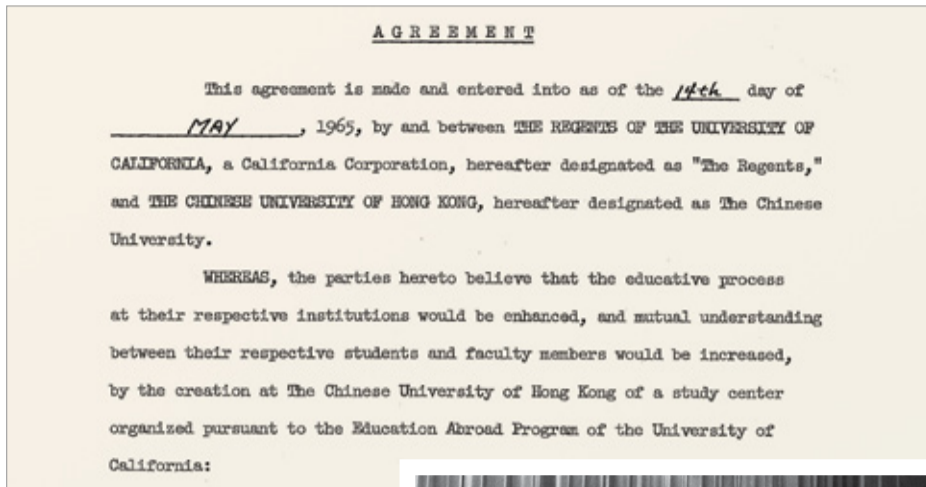 AGREEMENT
This agreement is made and entered into as of the 14th day of
MAY, 1965, by and between THE REGENTS OF THE UNIVERSITY OF
CALIFORNIA, a California Corporation, hereafter designated as "The Regents,"
and THE CHINESE UNIVERSITY OF HONG KONG, hereafter designated as The Chinese
University.
WHEREAS, the parties hereto believe that the educative process
at their respective institutions would be enhanced, and mutual understanding
between their respective students and faculty members would be increased,
by the creation at The Chinese University of Hong Kong of a study center
organized pursuant to the Education Abroad Program of the University of
California: